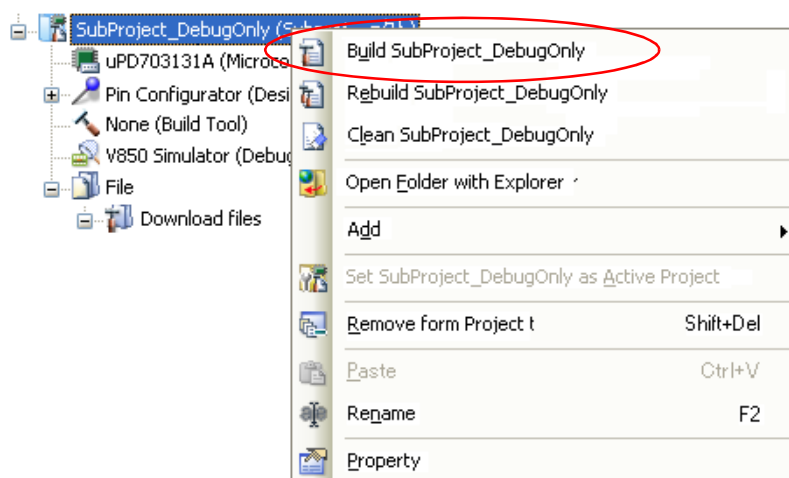 SubProject_DebugOnly (Subproject)
uPD703131A (Microco
Pin Configurator (Desi
None (Build Tool)
V850 Simulator (Debug
File
Download files
Build SubProject_DebugOnly
Rebuild SubProject_DebugOnly
Clean SubProject_DebugOnly
Open Folder with Explorer
Add
Set SubProject_DebugOnly as Active Project
Remove form Project t Shift+Del
Paste Ctrl+V
Rename F2
Property